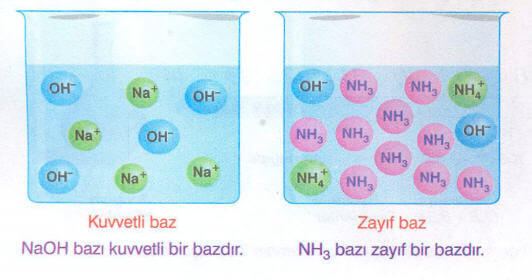 OH⁻ Na⁺ OH⁻
Na⁺ OH⁻
OH⁻ Na⁺ Na⁺
Kuvvetli baz
NaOH bazı kuvvetli bir bazdır.
OH⁻ NH₃ NH₃ NH₄⁺
NH₃ NH₃ NH₃ NH₃ OH⁻
NH₄⁺ NH₃ NH₃ NH₃ NH₃
Zayıf baz
NH₃ bazı zayıf bir bazdır.